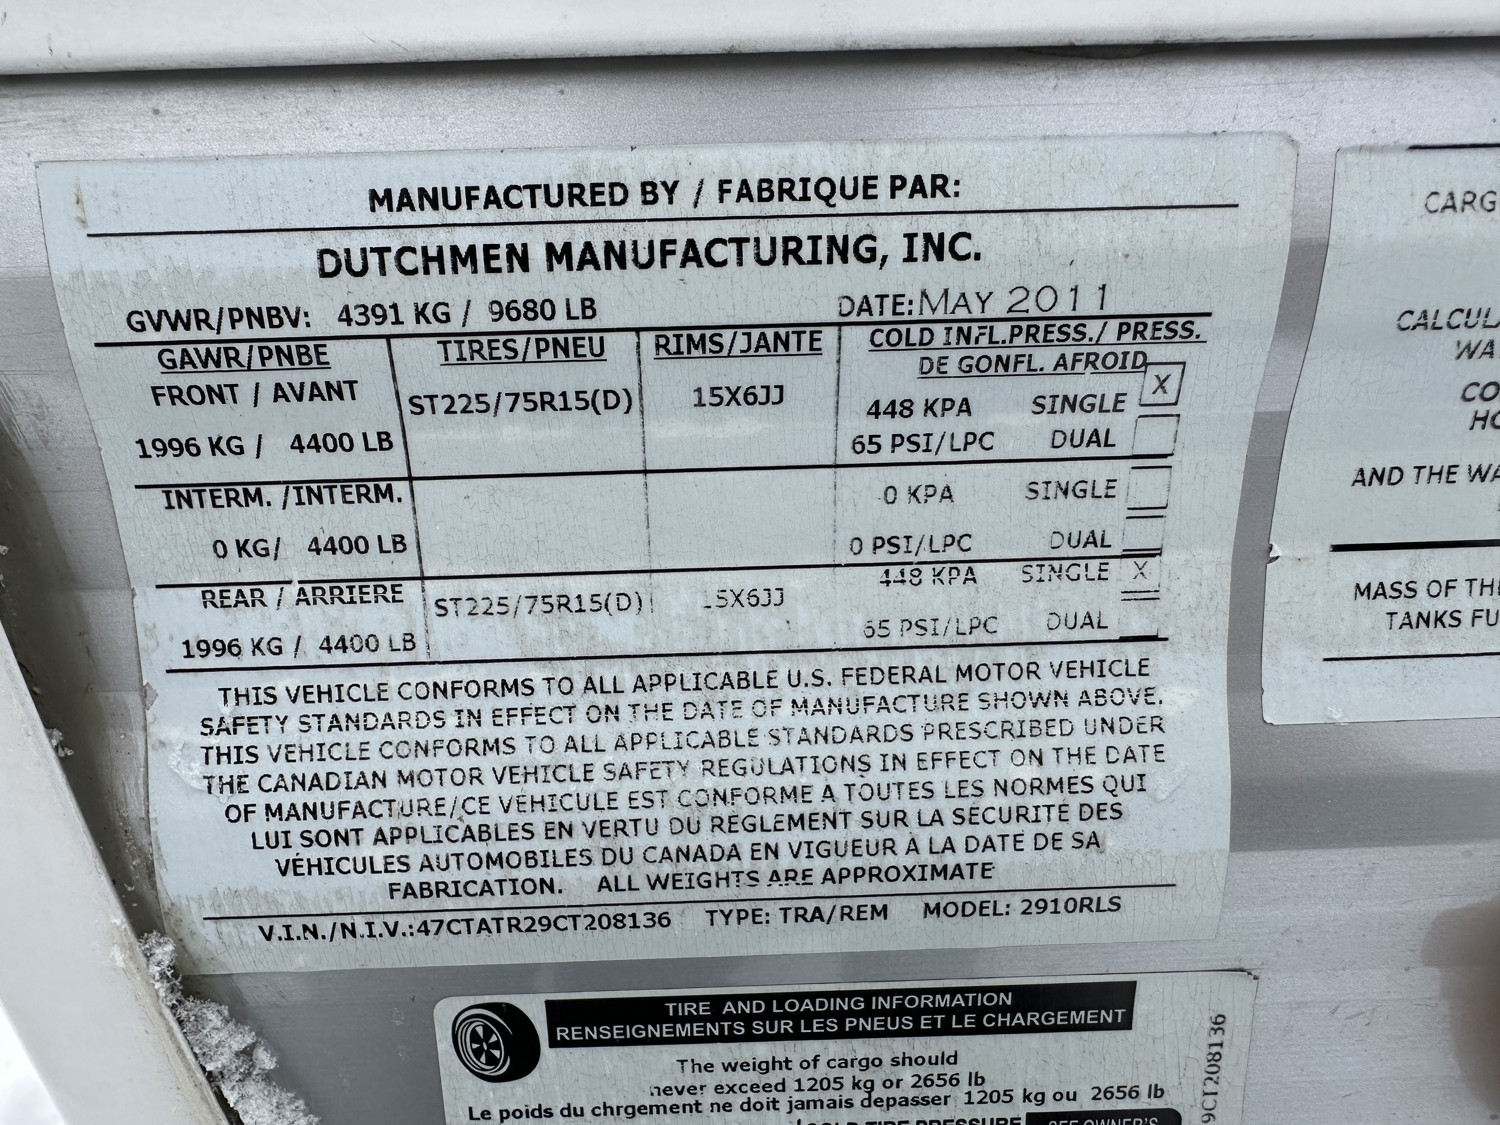 MANUFACTURED BY / FABRIQUE PAR:
DUTCHMEN MANUFACTURING, INC.
GVWR/PNBV: 4391 KG / 9680 LB DATE: MAY 2011
GAWR/PNBE TIRES/PNEU RIMS/JANTE COLD INFL.PRESS./ PRESS.
DE GONFL. AFROID
FRONT / AVANT ST225/75R15(D) 15X6JJ 448 KPA SINGLE X
1996 KG / 4400 LB 65 PSI/LPC DUAL
INTERM. /INTERM. 0 KPA SINGLE
0 KG/ 4400 LB 0 PSI/LPC DUAL
REAR / ARRIERE ST225/75R15(D) 15X6JJ 448 KPA SINGLE X
1996 KG / 4400 LB 65 PSI/LPC DUAL
THIS VEHICLE CONFORMS TO ALL APPLICABLE U.S. FEDERAL MOTOR VEHICLE
SAFETY STANDARDS IN EFFECT ON THE DATE OF MANUFACTURE SHOWN ABOVE.
THIS VEHICLE CONFORMS TO ALL APPLICABLE STANDARDS PRESCRIBED UNDER
THE CANADIAN MOTOR VEHICLE SAFETY REGULATIONS IN EFFECT ON THE DATE
OF MANUFACTURE/CE VÉHICULE EST CONFORME À TOUTES LES NORMES QUI
LUI SONT APPLICABLES EN VERTU DU RÈGLEMENT SUR LA SÉCURITÉ DES
VÉHICULES AUTOMOBILES DU CANADA EN VIGUEUR À LA DATE DE SA
FABRICATION. ALL WEIGHTS ARE APPROXIMATE
V.I.N./N.I.V.:47CTATR29CT208136 TYPE: TRA/REM MODEL: 2910RLS
TIRE AND LOADING INFORMATION
RENSEIGNEMENTS SUR LES PNEUS ET LE CHARGEMENT
The weight of cargo should
never exceed 1205 kg or 2656 lb
Le poids du chrgement ne doit jamais depasser 1205 kg ou 2656 lb
COLD TIRE PRESSURE SEE OWNER'S
9CT208136
CARG
CALCUL
WA
CO
HO
AND THE WA
MASS OF THE
TANKS FU